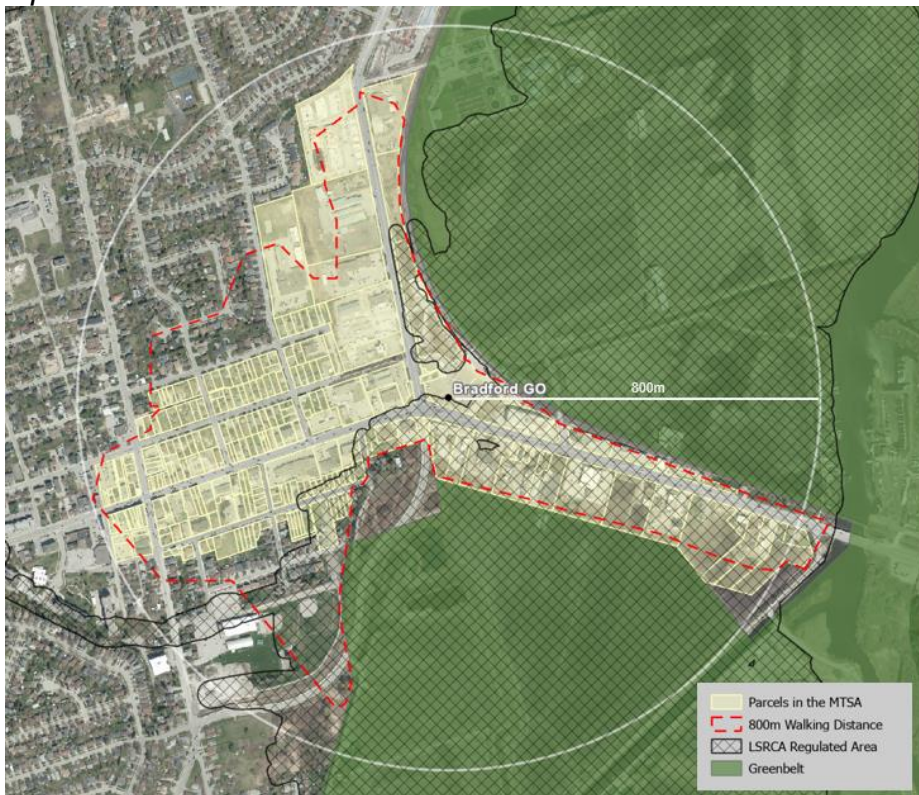 Bradford GO
800m
Parcels in the MTSA
800m Walking Distance
LSRCA Regulated Area
Greenbelt